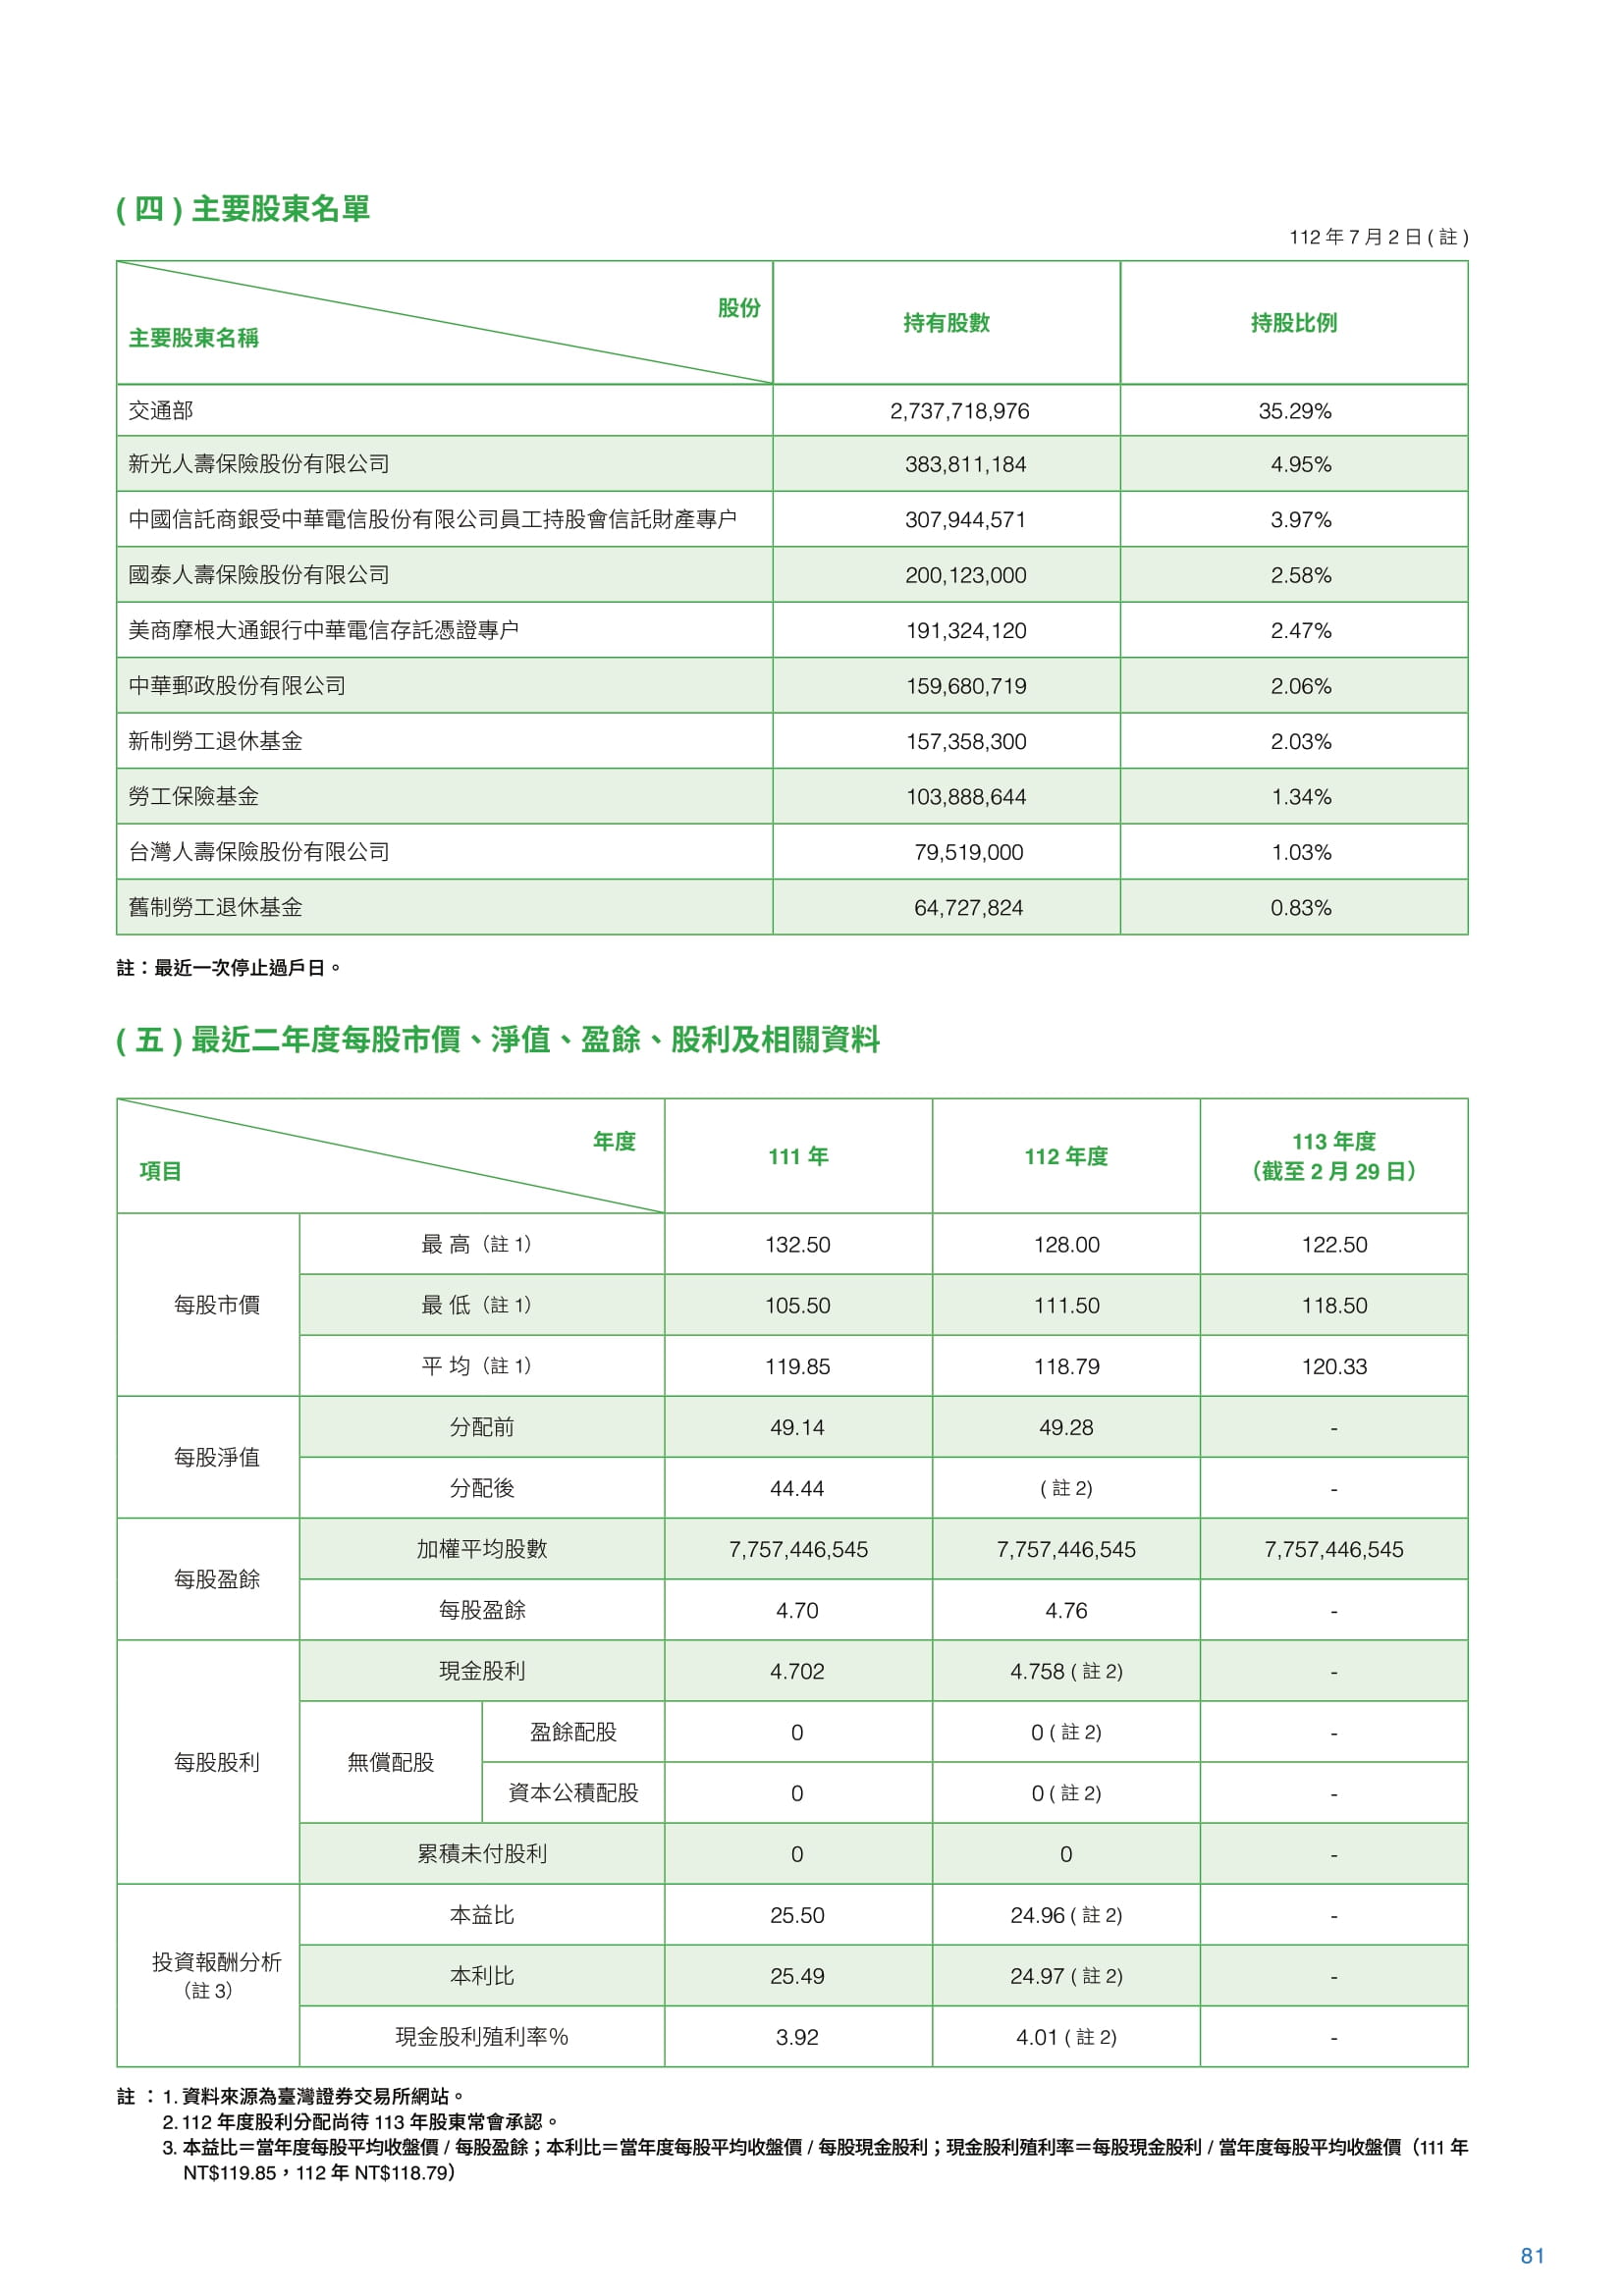 ( 四 ) 主要股東名單
112 年 7 月 2 日 ( 註 )
股份
主要股東名稱
持有股數
持股比例
交通部 2,737,718,976 35.29%
新光人壽保險股份有限公司 383,811,184 4.95%
中國信託商銀受中華電信股份有限公司員工持股會信託財產專户 307,944,571 3.97%
國泰人壽保險股份有限公司 200,123,000 2.58%
美商摩根大通銀行中華電信存託憑證專户 191,324,120 2.47%
中華郵政股份有限公司 159,680,719 2.06%
新制勞工退休基金 157,358,300 2.03%
勞工保險基金 103,888,644 1.34%
台灣人壽保險股份有限公司 79,519,000 1.03%
舊制勞工退休基金 64,727,824 0.83%
註：最近一次停止過戶日。
( 五 ) 最近二年度每股市價、淨值、盈餘、股利及相關資料
年度
項目
111 年
112 年度
113 年度
（截至 2 月 29 日）
每股市價
最 高（註 1） 132.50 128.00 122.50
最 低（註 1） 105.50 111.50 118.50
平 均（註 1） 119.85 118.79 120.33
每股淨值
分配前 49.14 49.28 -
分配後 44.44 ( 註 2) -
每股盈餘
加權平均股數 7,757,446,545 7,757,446,545 7,757,446,545
每股盈餘 4.70 4.76 -
每股股利
現金股利 4.702 4.758 ( 註 2) -
無償配股
盈餘配股 0 0 ( 註 2) -
資本公積配股 0 0 ( 註 2) -
累積未付股利 0 0 -
投資報酬分析
（註 3）
本益比 25.50 24.96 ( 註 2) -
本利比 25.49 24.97 ( 註 2) -
現金股利殖利率% 3.92 4.01 ( 註 2) -
註 ：1. 資料來源為臺灣證券交易所網站。
2. 112 年度股利分配尚待 113 年股東常會承認。
3. 本益比＝當年度每股平均收盤價 / 每股盈餘；本利比＝當年度每股平均收盤價 / 每股現金股利；現金股利殖利率＝每股現金股利 / 當年度每股平均收盤價（111 年
NT$119.85，112 年 NT$118.79）
81